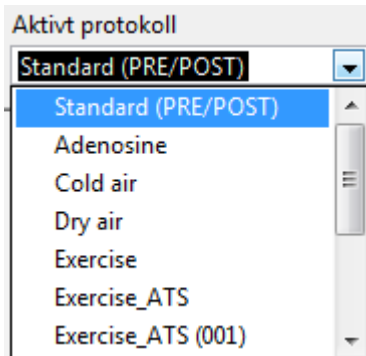 Aktivt protokoll
Standard (PRE/POST)
Standard (PRE/POST)
Adenosine
Cold air
Dry air
Exercise
Exercise_ATS
Exercise_ATS (001)